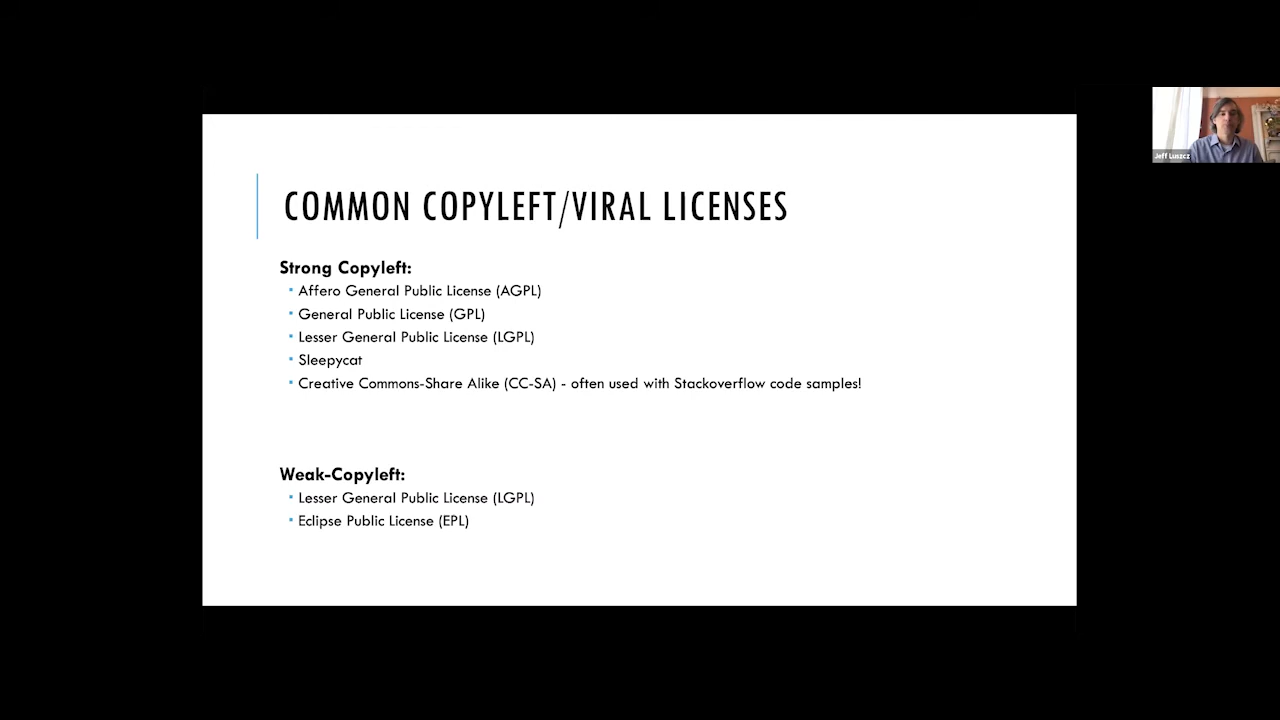 COMMON COPYLEFT/VIRAL LICENSES
Strong Copyleft:
Affero General Public License (AGPL)
General Public License (GPL)
Lesser General Public License (LGPL)
Sleepycat
Creative Commons-Share Alike (CC-SA) - often used with Stackoverflow code samples!
Weak-Copyleft:
Lesser General Public License (LGPL)
Eclipse Public License (EPL)
Jeff Luszcz